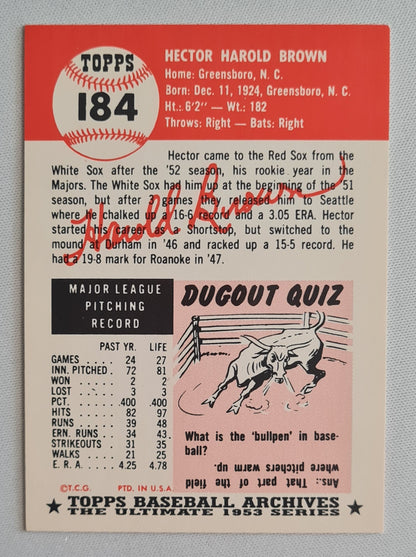 TOPPS
184
HECTOR HAROLD BROWN
Home: Greensboro, N. C.
Born: Dec. 11, 1924, Greensboro, N. C.
Ht.: 6'2" — Wt.: 182
Throws: Right — Bats: Right
Hector came to the Red Sox from the
White Sox after the '52 season, his rookie year in the
Majors. The White Sox had him at the beginning of the '51
season, but after 3 games they released him to Seattle
where he chalked up a 16-6 record and a 3.05 ERA. Hector
started his career as a Shortstop, but switched to the
mound at Durham in '46 and racked up a 15-5 record. He
had a 19-8 mark for Roanoke in '47.
Harold Brown
MAJOR LEAGUE
PITCHING
RECORD
PAST YR. LIFE
GAMES 24 27
INN. PITCHED 72 81
WON 2 2
LOST 3 3
PCT. .400 .400
HITS 82 97
RUNS 39 48
ERN. RUNS 34 43
STRIKEOUTS 31 35
WALKS 21 25
E. R. A. 4.25 4.78
DUGOUT QUIZ
What is the 'bullpen' in base-
ball?
Ans.: That part of the field
where pitchers warm up.
©T.C.G. PTD. IN U.S.A.
★ TOPPS BASEBALL ARCHIVES ★
THE ULTIMATE 1953 SERIES